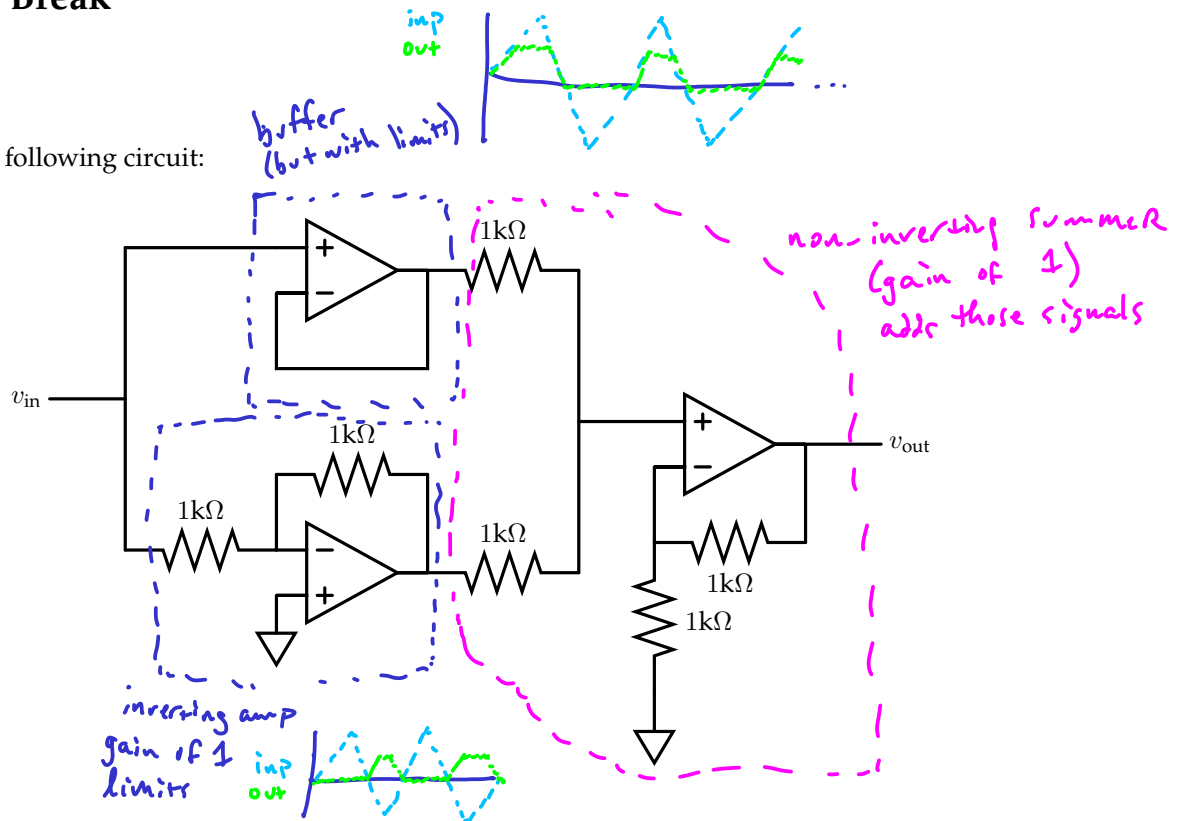 Break
inp
out
buffer
(but with limits)
following circuit:
1kΩ
non-inverting summer
(gain of 1)
adds those signals
+
−
v_in
+
−
v_out
1kΩ
1kΩ
1kΩ
−
+
1kΩ
1kΩ
inverting amp
gain of 1
limits
inp
out